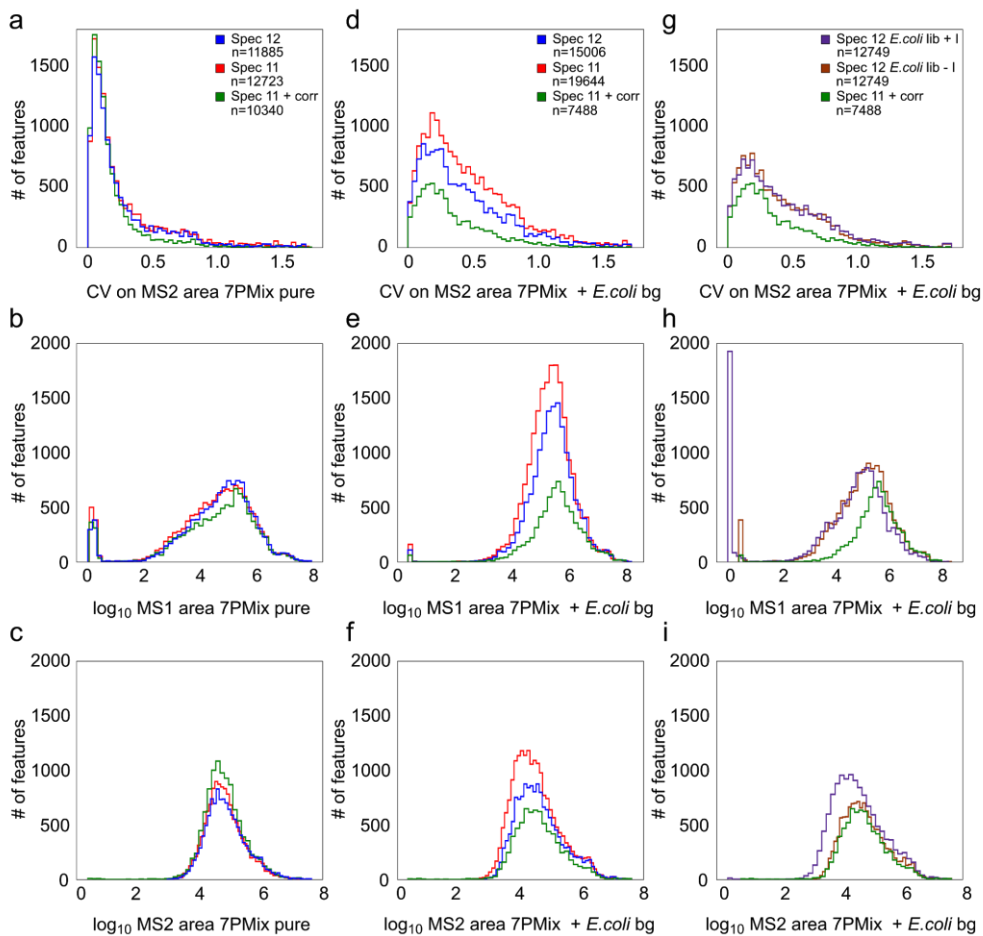 a
# of features
1500
1000
500
0
0
0.5
1.0
1.5
CV on MS2 area 7PMix pure
Spec 12
n=11885
Spec 11
n=12723
Spec 11 + corr
n=10340
d
# of features
1500
1000
500
0
0
0.5
1.0
1.5
CV on MS2 area 7PMix + E.coli bg
Spec 12
n=15006
Spec 11
n=19644
Spec 11 + corr
n=7488
g
# of features
1500
1000
500
0
0
0.5
1.0
1.5
CV on MS2 area 7PMix + E.coli bg
Spec 12 E.coli lib + I
n=12749
Spec 12 E.coli lib - I
n=12749
Spec 11 + corr
n=7488
b
# of features
2000
1500
1000
500
0
0
2
4
6
8
log10 MS1 area 7PMix pure
e
# of features
2000
1500
1000
500
0
0
2
4
6
8
log10 MS1 area 7PMix + E.coli bg
h
# of features
2000
1500
1000
500
0
0
2
4
6
8
log10 MS1 area 7PMix + E.coli bg
c
# of features
2000
1500
1000
500
0
0
2
4
6
8
log10 MS2 area 7PMix pure
f
# of features
2000
1500
1000
500
0
0
2
4
6
8
log10 MS2 area 7PMix + E.coli bg
i
# of features
2000
1500
1000
500
0
0
2
4
6
8
log10 MS2 area 7PMix + E.coli bg